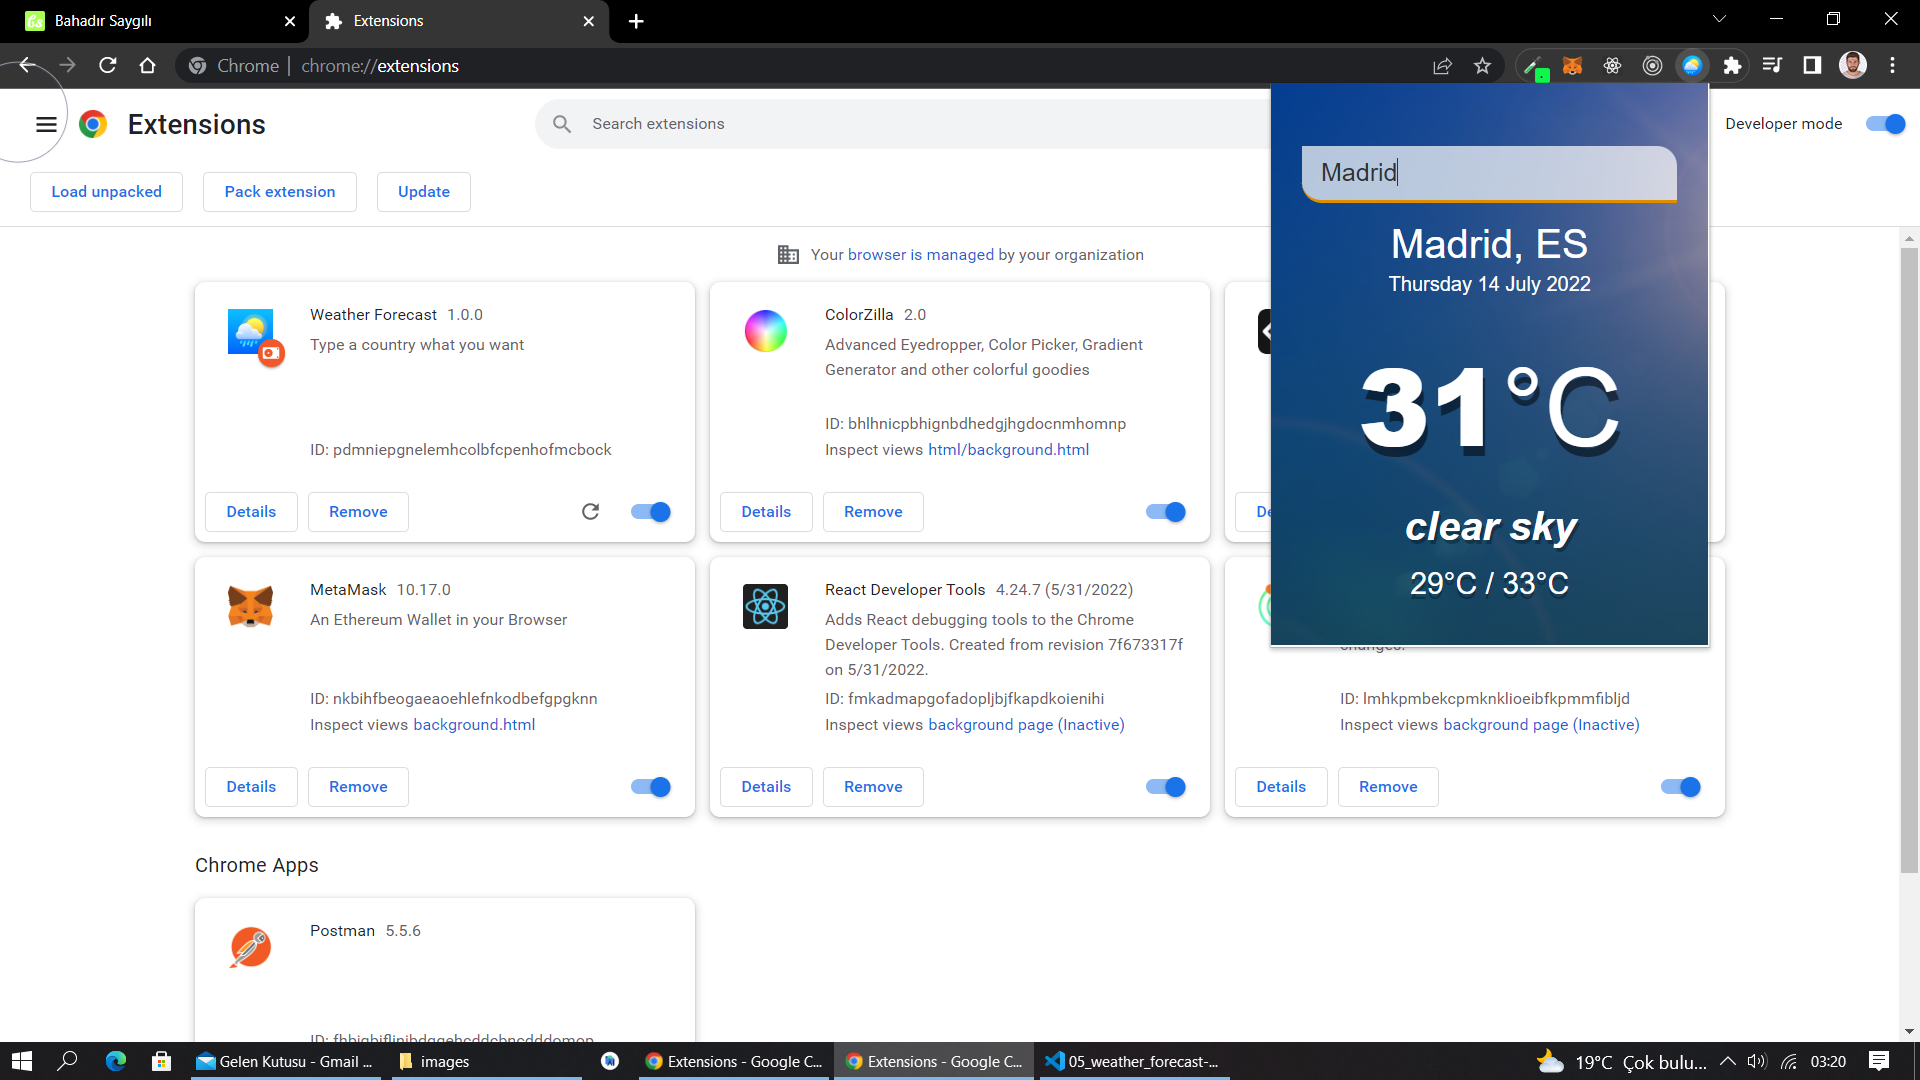 Bahadır Saygılı
Extensions
Chrome | chrome://extensions
Extensions
Search extensions
Developer mode
Load unpacked
Pack extension
Update
Your browser is managed by your organization
Weather Forecast 1.0.0
Type a country what you want
ID: pdmniepgnelemhcolbfcpenhofmcbock
Details
Remove
ColorZilla 2.0
Advanced Eyedropper, Color Picker, Gradient
Generator and other colorful goodies
ID: bhlhnicpbhignbdhedgjhgdocnmhomnp
Inspect views html/background.html
Details
Remove
Madrid
Madrid, ES
Thursday 14 July 2022
31°C
clear sky
29°C / 33°C
MetaMask 10.17.0
An Ethereum Wallet in your Browser
ID: nkbihfbeogaeaoehlefnkodbefgpgknn
Inspect views background.html
Details
Remove
React Developer Tools 4.24.7 (5/31/2022)
Adds React debugging tools to the Chrome
Developer Tools. Created from revision 7f673317f
on 5/31/2022.
ID: fmkadmapgofadopljbjfkapdkoienihi
Inspect views background page (Inactive)
Details
Remove
changes.
ID: lmhkpmbekcpmknklioeibfkpmmfibljd
Inspect views background page (Inactive)
Details
Remove
Chrome Apps
Postman 5.5.6
Gelen Kutusu - Gmail ...
images
Extensions - Google C...
Extensions - Google C...
05_weather_forecast-...
19°C Çok bulu...
03:20